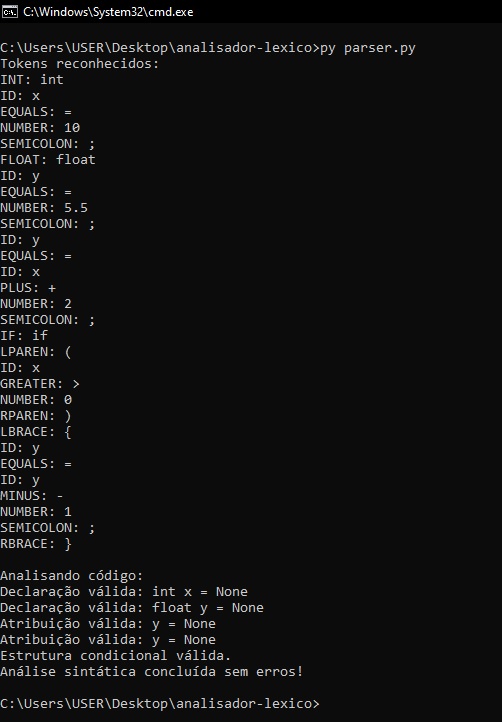 C:\Windows\System32\cmd.exe
C:\Users\USER\Desktop\analisador-lexico>py parser.py
Tokens reconhecidos:
INT: int
ID: x
EQUALS: =
NUMBER: 10
SEMICOLON: ;
FLOAT: float
ID: y
EQUALS: =
NUMBER: 5.5
SEMICOLON: ;
ID: y
EQUALS: =
ID: x
PLUS: +
NUMBER: 2
SEMICOLON: ;
IF: if
LPAREN: (
ID: x
GREATER: >
NUMBER: 0
RPAREN: )
LBRACE: {
ID: y
EQUALS: =
ID: y
MINUS: -
NUMBER: 1
SEMICOLON: ;
RBRACE: }
Analisando código:
Declaração válida: int x = None
Declaração válida: float y = None
Atribuição válida: y = None
Atribuição válida: y = None
Estrutura condicional válida.
Análise sintática concluída sem erros!
C:\Users\USER\Desktop\analisador-lexico>